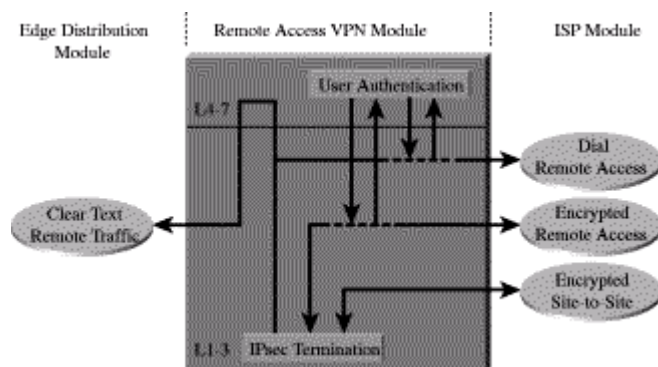 Edge Distribution
Module
Remote Access VPN Module
ISP Module
User Authentication
L4-7
Dial
Remote Access
Clear Text
Remote Traffic
Encrypted
Remote Access
Encrypted
Site-to-Site
L1-3
IPsec Termination